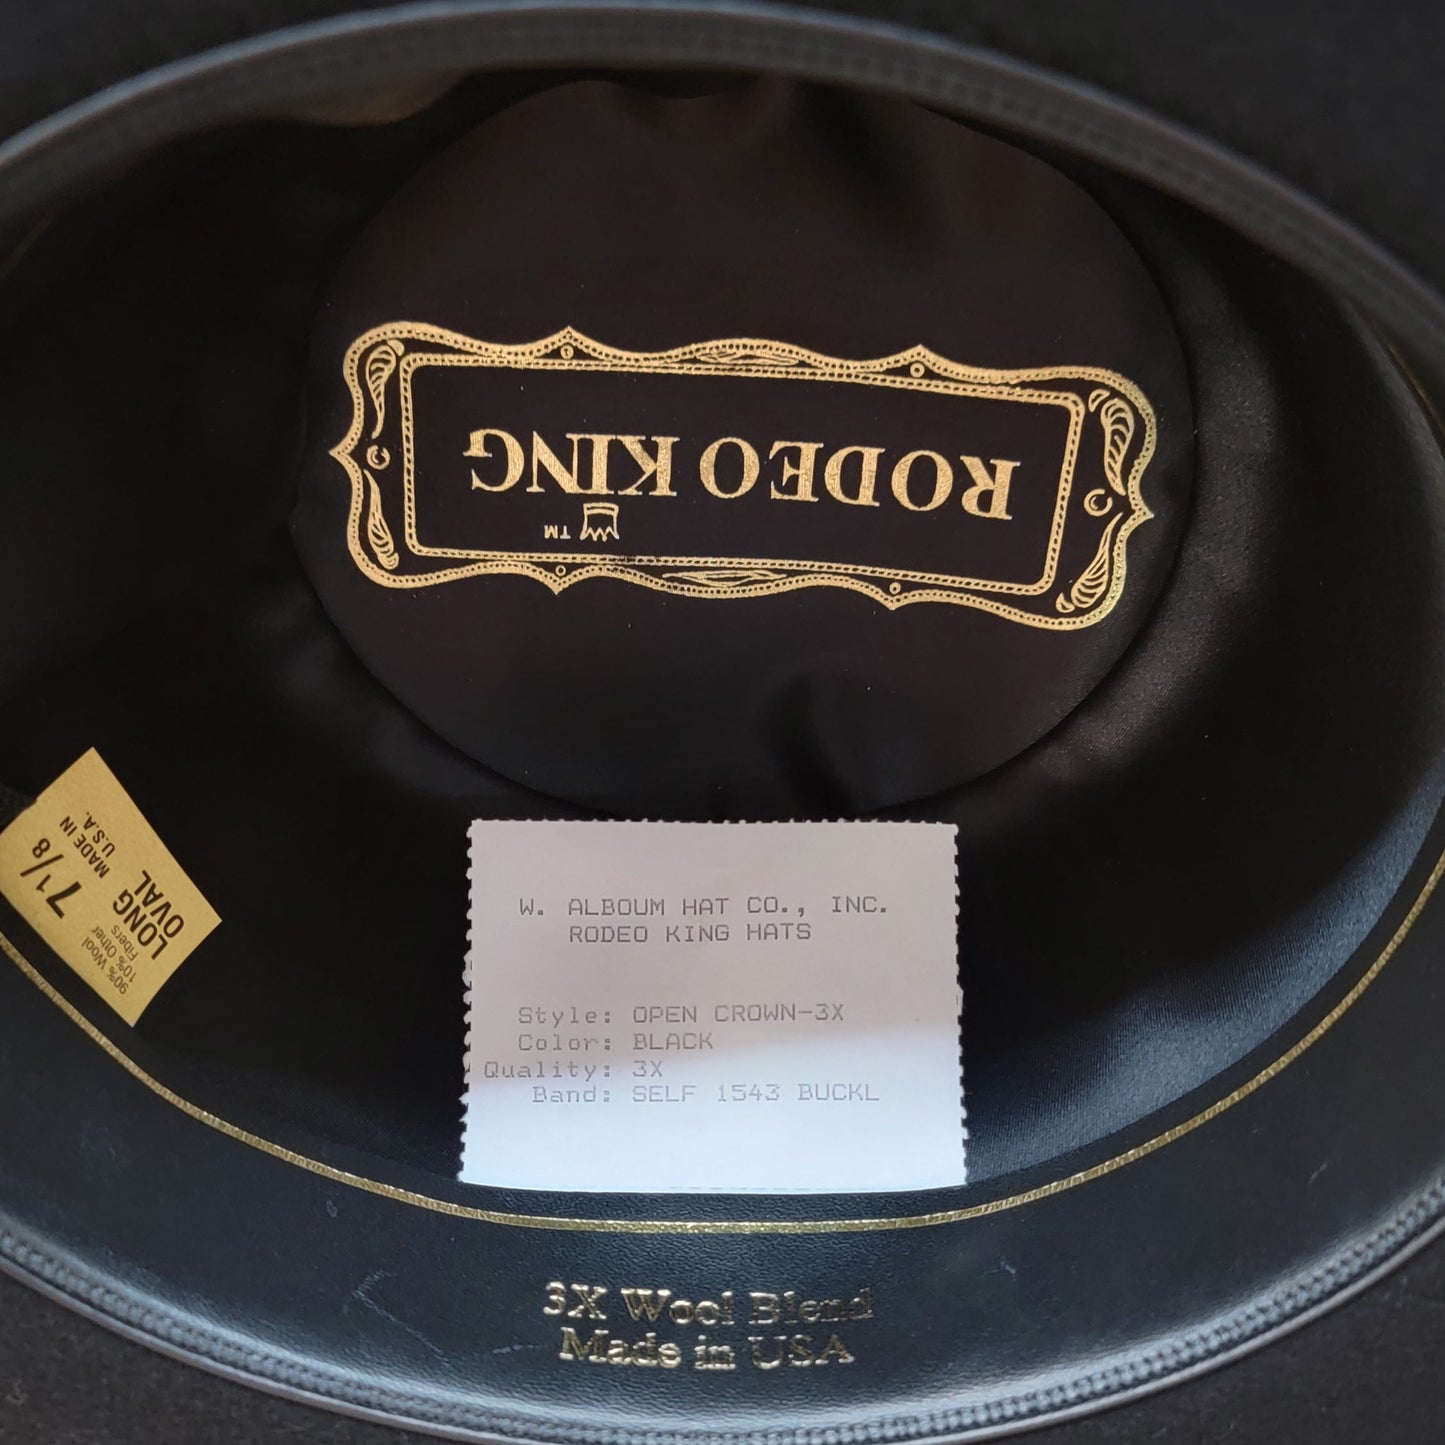 RODEO KING
TM
7 1/8
MADE IN
U.S.A.
LONG
OVAL
90% Wool
10% Other
Fibers
W. ALBOUM HAT CO., INC.
RODEO KING HATS
Style: OPEN CROWN-3X
Color: BLACK
Quality: 3X
Band: SELF 1543 BUCKL
3X Wool Blend
Made in USA